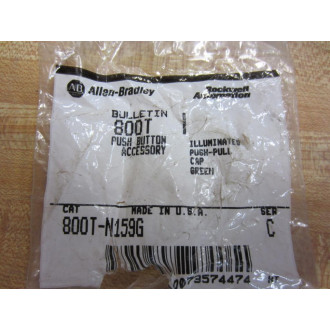 AB Allen-Bradley Rockwell Automation
BULLETIN
800T
PUSH BUTTON
ACCESSORY
ILLUMINATED
PUSH-PULL
CAP
GREEN
CAT MADE IN U.S.A. SER
800T-N159G C